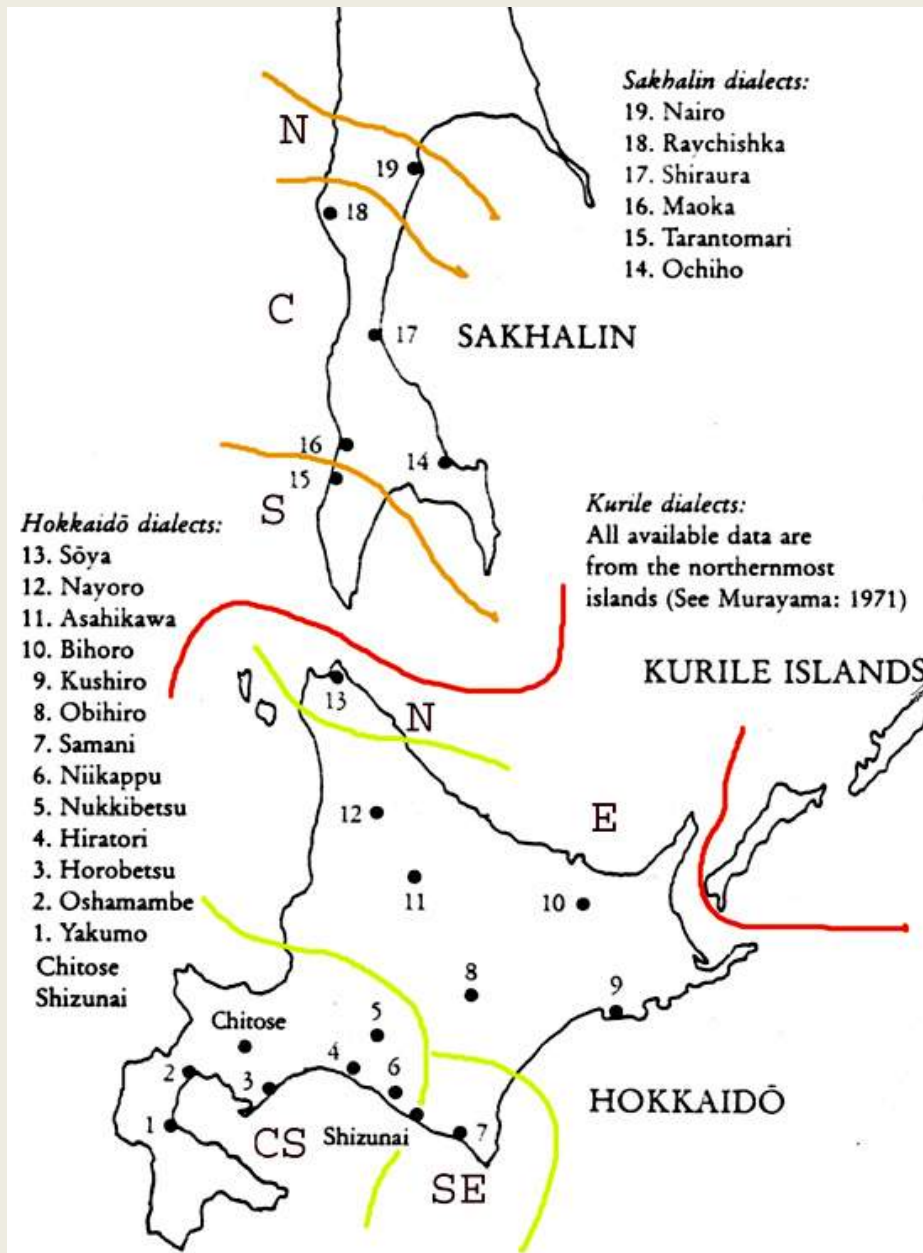 Sakhalin dialects:
19. Nairo
18. Raychishka
17. Shiraura
16. Maoka
15. Tarantomari
14. Ochiho
N
19
18
C
17
SAKHALIN
16
14
15
S
Hokkaidō dialects:
13. Sōya
12. Nayoro
11. Asahikawa
10. Bihoro
9. Kushiro
8. Obihiro
7. Samani
6. Niikappu
5. Nukkibetsu
4. Hiratori
3. Horobetsu
2. Oshamambe
1. Yakumo
Chitose
Shizunai
Kurile dialects:
All available data are
from the northernmost
islands (See Murayama: 1971)
KURILE ISLANDS
13
N
12
E
11
10
8
9
Chitose
5
4
6
2
3
HOKKAIDŌ
1
CS
Shizunai
7
SE